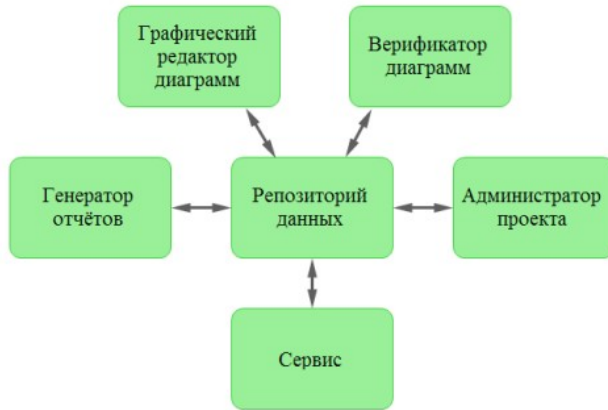 Графический
редактор
диаграмм
Верификатор
диаграмм
Генератор
отчётов
Репозиторий
данных
Администратор
проекта
Сервис